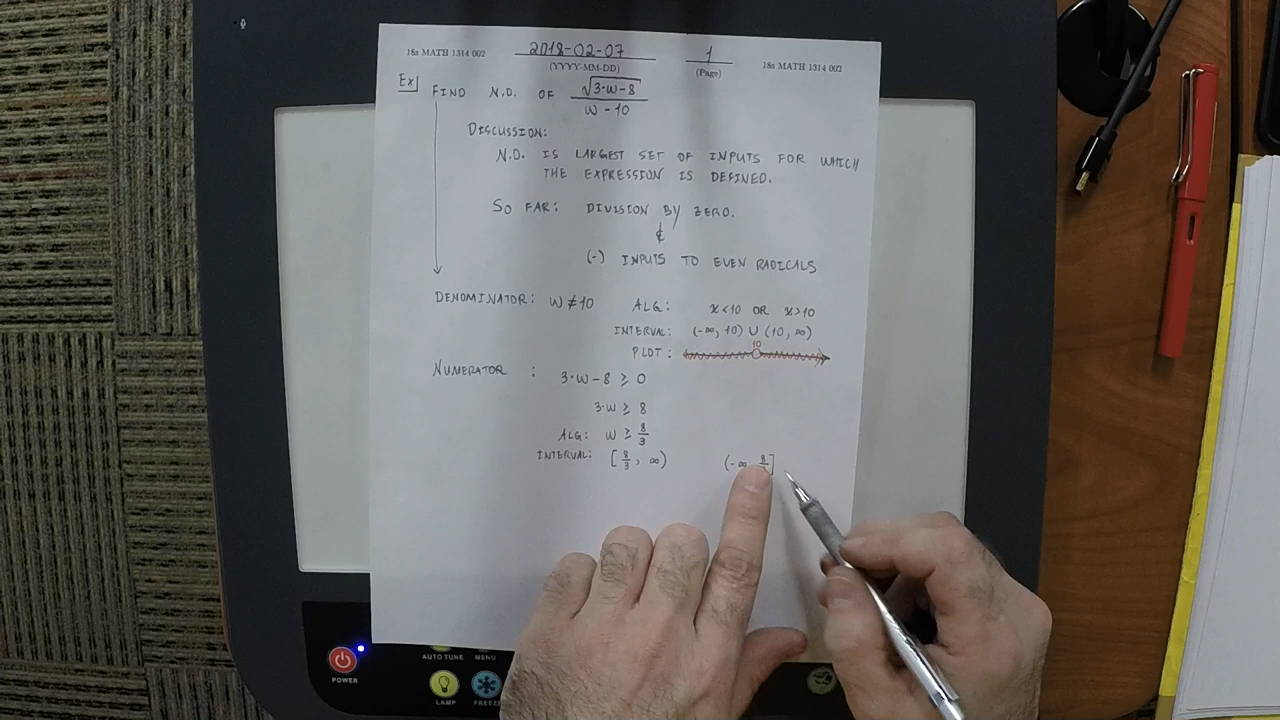 18s MATH 1314 002 2018-02-07 1 18s MATH 1314 002
(YYYY-MM-DD) (Page)
Ex] FIND N.D. OF √(3·W-8) / (W-10)
DISCUSSION:
N.D. IS LARGEST SET OF INPUTS FOR WHICH
THE EXPRESSION IS DEFINED.
SO FAR: DIVISION BY ZERO.
&
(-) INPUTS TO EVEN RADICALS
DENOMINATOR: W≠10 ALG: x<10 OR x>10
INTERVAL: (-∞, 10) ∪ (10, ∞)
PLOT: 10
NUMERATOR : 3·W-8 ≥ 0
3·W ≥ 8
ALG: W ≥ 8/3
INTERVAL: [8/3, ∞) (-∞ 8/ ]
POWER AUTO TUNE MENU
LAMP FREEZE